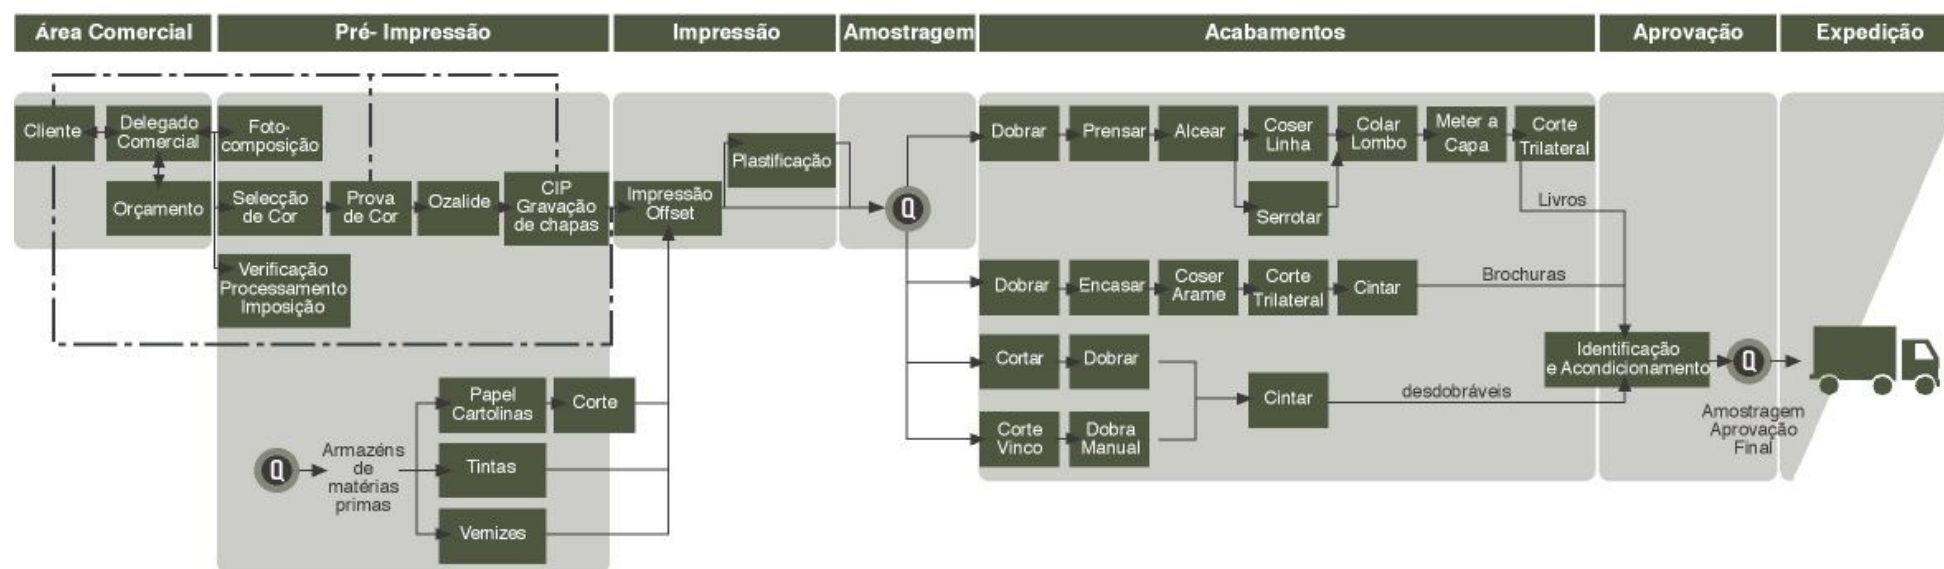 Área Comercial
Pré- Impressão
Impressão
Amostragem
Acabamentos
Aprovação
Expedição
Cliente
Delegado
Comercial
Orçamento
Foto-
composição
Selecção
de Cor
Prova
de Cor
Ozalide
CIP
Gravação
de chapas
Verificação
Processamento
Imposição
Q
Armazéns
de
matérias
primas
Papel
Cartolinas
Corte
Tintas
Vernizes
Impressão
Offset
Plastificação
Q
Dobrar
Prensar
Alcear
Coser
Linha
Serrotar
Colar
Lombo
Meter a
Capa
Corte
Trilateral
Livros
Dobrar
Encasar
Coser
Arame
Corte
Trilateral
Cintar
Brochuras
Cortar
Dobrar
Corte
Vinco
Dobra
Manual
Cintar
desdobráveis
Identificação
e Acondicionamento
Q
Amostragem
Aprovação
Final